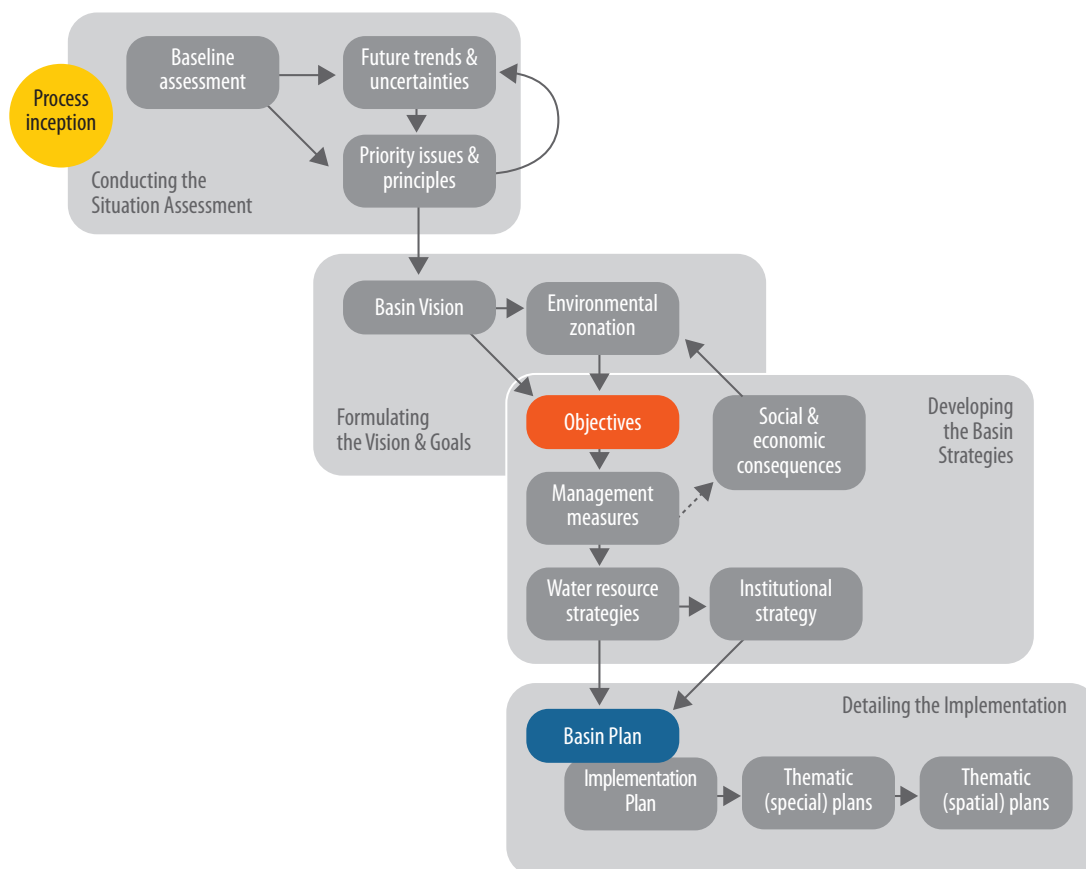 Process
inception
Baseline
assessment
Future trends &
uncertainties
Priority issues &
principles
Conducting the
Situation Assessment
Basin Vision
Environmental
zonation
Formulating
the Vision & Goals
Objectives
Social &
economic
consequences
Developing
the Basin
Strategies
Management
measures
Water resource
strategies
Institutional
strategy
Detailing the Implementation
Basin Plan
Implementation
Plan
Thematic
(special) plans
Thematic
(spatial) plans